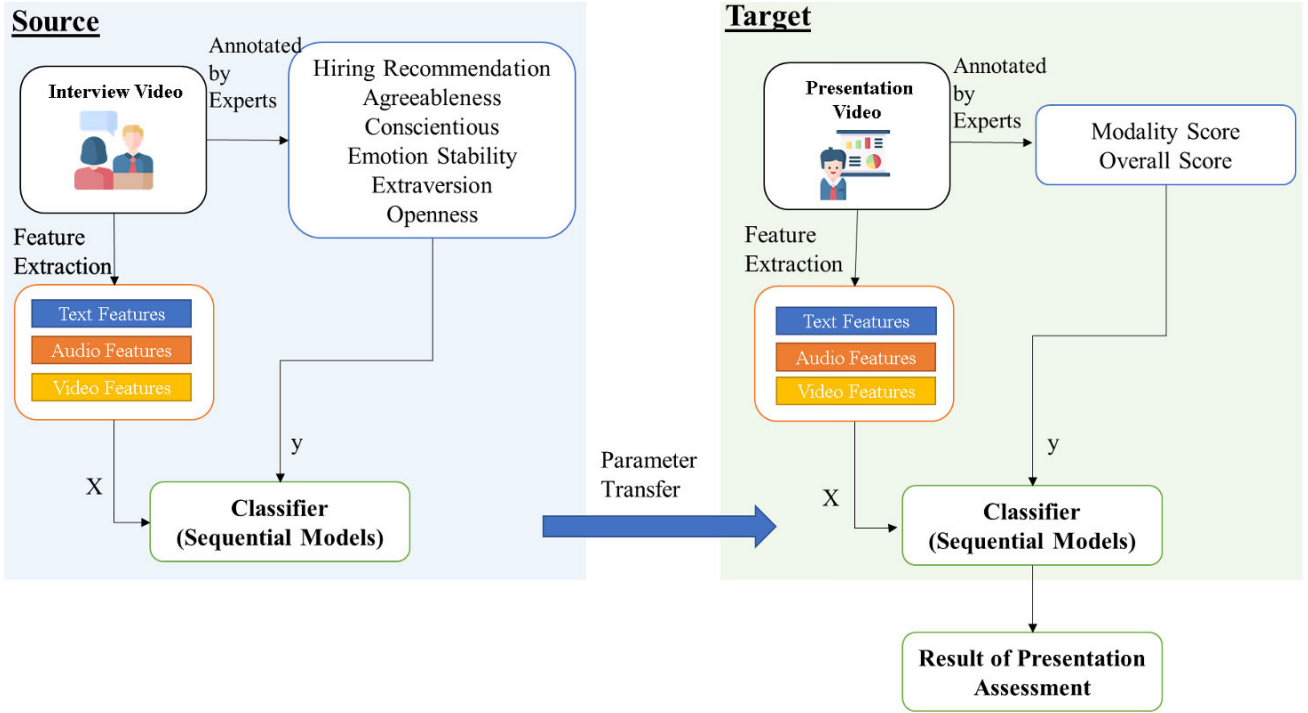 Source
Interview Video
Annotated
by
Experts
Hiring Recommendation
Agreeableness
Conscientious
Emotion Stability
Extraversion
Openness
Feature
Extraction
Text Features
Audio Features
Video Features
X
y
Classifier
(Sequential Models)
Parameter
Transfer
Target
Presentation
Video
Annotated
by
Experts
Modality Score
Overall Score
Feature
Extraction
Text Features
Audio Features
Video Features
X
y
Classifier
(Sequential Models)
Result of Presentation
Assessment